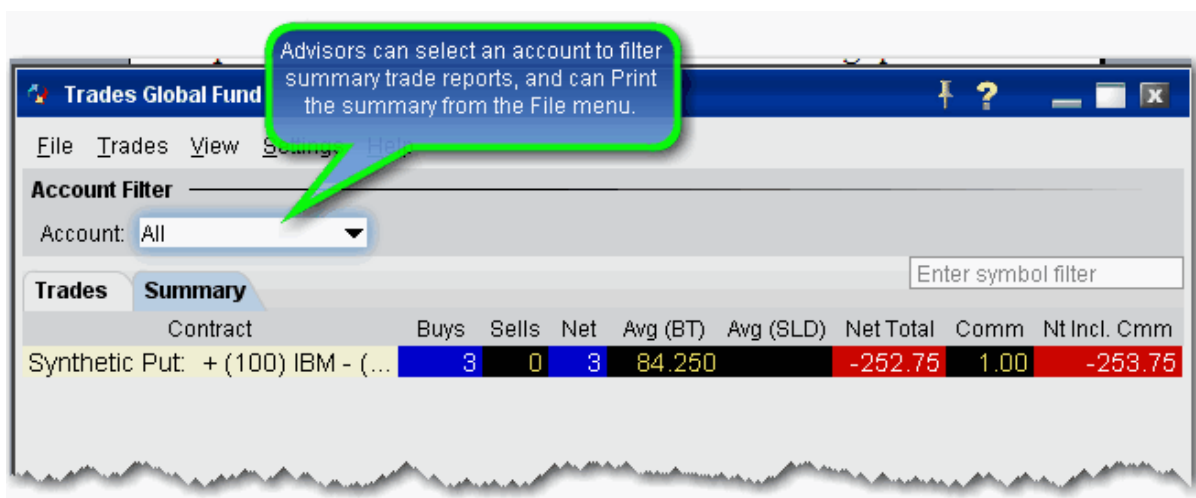 Advisors can select an account to filter
summary trade reports, and can Print
the summary from the File menu.
Trades Global Fund
?
X
File Trades View Settings Help
Account Filter
Account: All
Enter symbol filter
Trades Summary
Contract Buys Sells Net Avg (BT) Avg (SLD) Net Total Comm Nt Incl. Cmm
Synthetic Put: + (100) IBM - (... 3 0 3 84.250 -252.75 1.00 -253.75